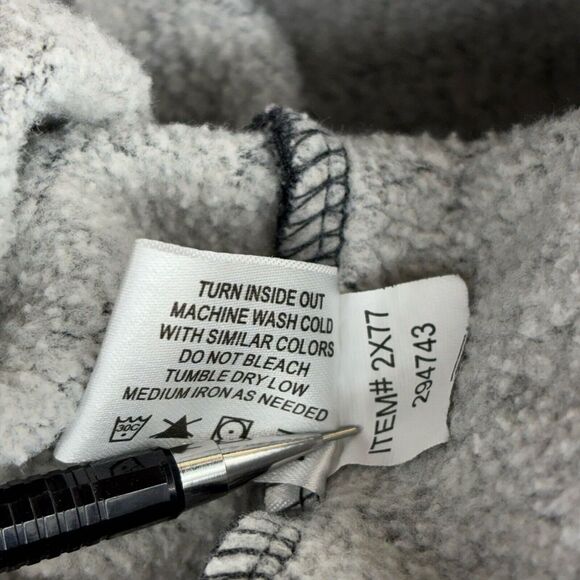 TURN INSIDE OUT
MACHINE WASH COLD
WITH SIMILAR COLORS
DO NOT BLEACH
TUMBLE DRY LOW
MEDIUM IRON AS NEEDED
30C
ITEM# 2X77
294743